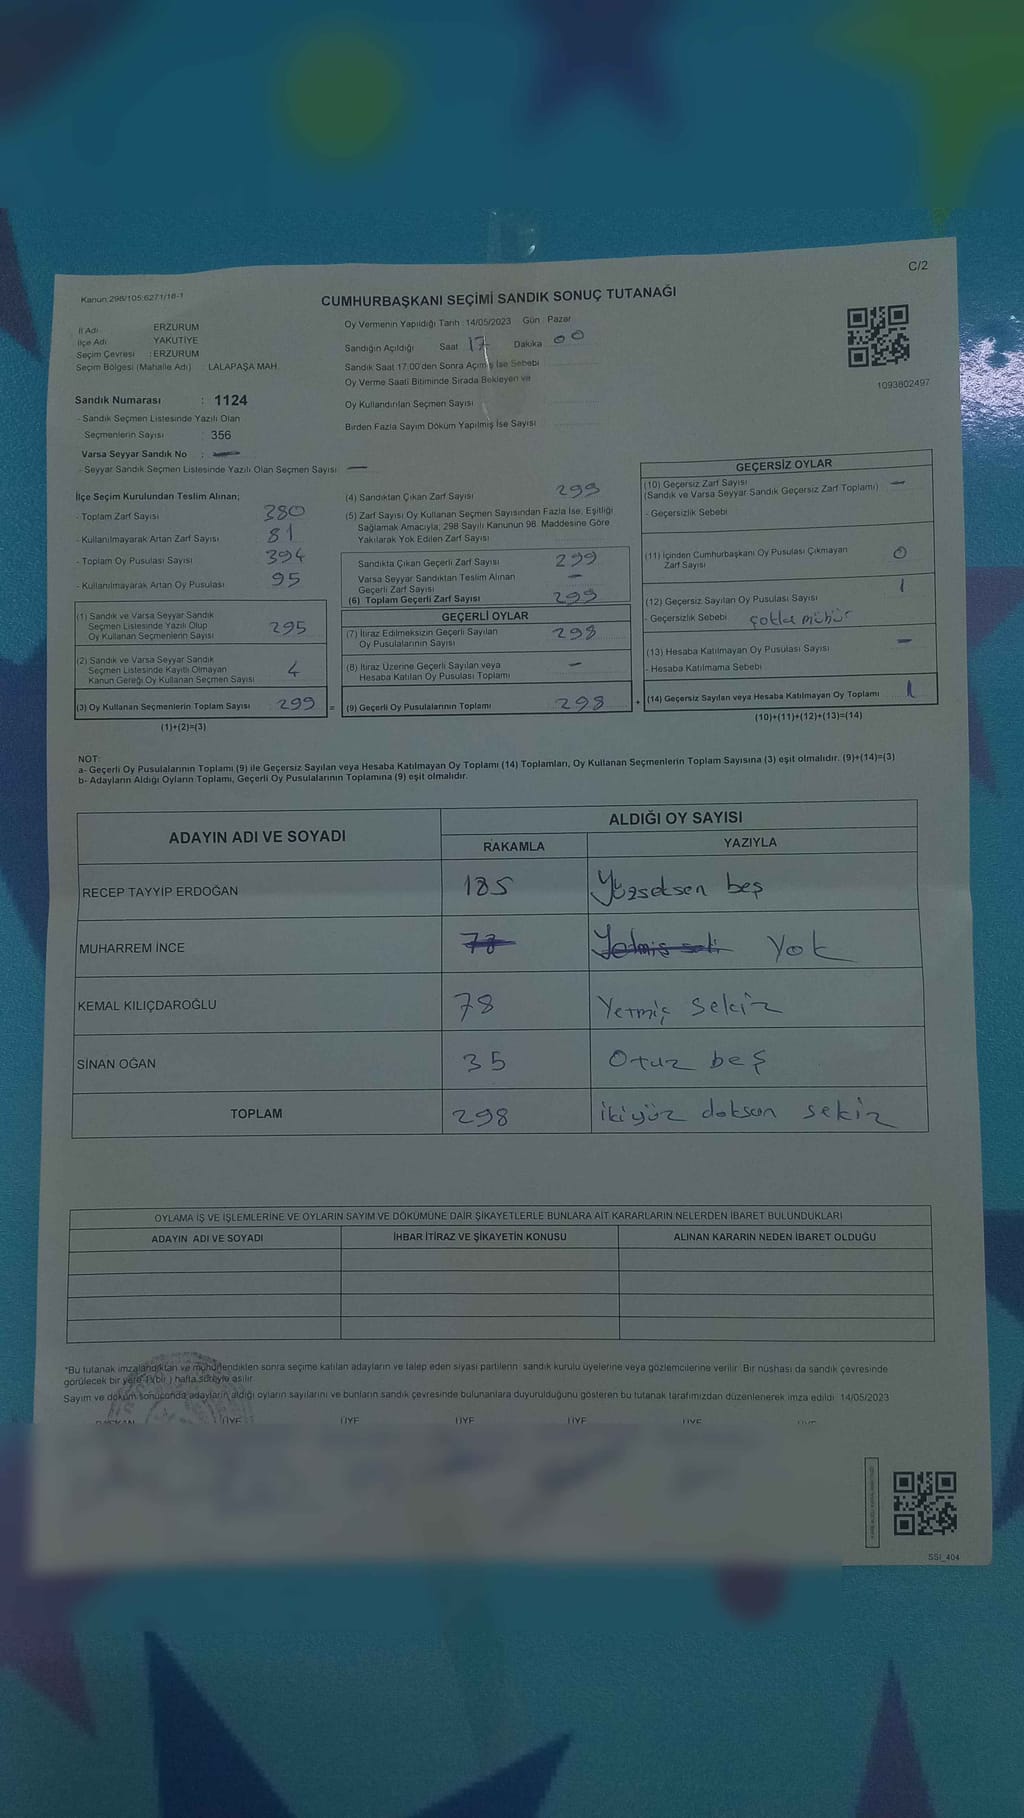 C/2
Kanun 298/105;6271/16-1
CUMHURBAŞKANI SEÇİMİ SANDIK SONUÇ TUTANAĞI
İl Adı : ERZURUM
İlçe Adı : YAKUTİYE
Seçim Çevresi : ERZURUM
Seçim Bölgesi (Mahalle Adı) LALAPAŞA MAH.
Sandık Numarası : 1124
- Sandık Seçmen Listesinde Yazılı Olan
Seçmenlerin Sayısı : 356
Varsa Seyyar Sandık No : —
- Seyyar Sandık Seçmen Listesinde Yazılı Olan Seçmen Sayısı —
Oy Vermenin Yapıldığı Tarih : 14/05/2023 Gün : Pazar
Sandığın Açıldığı Saat 17 Dakika 00
Sandık Saat 17:00'den Sonra Açılmış İse Sebebi
Oy Verme Saati Bitiminde Sırada Bekleyen ve
Oy Kullandırılan Seçmen Sayısı
Birden Fazla Sayım Döküm Yapılmış İse Sayısı
1093802497
İlçe Seçim Kurulundan Teslim Alınan;
- Toplam Zarf Sayısı 380
- Kullanılmayarak Artan Zarf Sayısı 81
- Toplam Oy Pusulası Sayısı 394
- Kullanılmayarak Artan Oy Pusulası 95
(1) Sandık ve Varsa Seyyar Sandık
Seçmen Listesinde Yazılı Olup
Oy Kullanan Seçmenlerin Sayısı 295
(2) Sandık ve Varsa Seyyar Sandık
Seçmen Listesinde Kayıtlı Olmayan
Kanun Gereği Oy Kullanan Seçmen Sayısı 4
(3) Oy Kullanan Seçmenlerin Toplam Sayısı 299 =
(1)+(2)=(3)
(4) Sandıktan Çıkan Zarf Sayısı 299
(5) Zarf Sayısı Oy Kullanan Seçmen Sayısından Fazla İse, Eşitliği
Sağlamak Amacıyla, 298 Sayılı Kanunun 98. Maddesine Göre
Yakılarak Yok Edilen Zarf Sayısı
Sandıkta Çıkan Geçerli Zarf Sayısı 299
Varsa Seyyar Sandıktan Teslim Alınan
Geçerli Zarf Sayısı —
(6) Toplam Geçerli Zarf Sayısı 299
GEÇERLİ OYLAR
(7) İtiraz Edilmeksizin Geçerli Sayılan
Oy Pusulalarının Sayısı 298
(8) İtiraz Üzerine Geçerli Sayılan veya
Hesaba Katılan Oy Pusulası Toplamı —
(9) Geçerli Oy Pusulalarının Toplamı 298 +
GEÇERSİZ OYLAR
(10) Geçersiz Zarf Sayısı —
(Sandık ve Varsa Seyyar Sandık Geçersiz Zarf Toplamı)
- Geçersizlik Sebebi
(11) İçinden Cumhurbaşkanı Oy Pusulası Çıkmayan
Zarf Sayısı 0
(12) Geçersiz Sayılan Oy Pusulası Sayısı 1
- Geçersizlik Sebebi çokla mühür
(13) Hesaba Katılmayan Oy Pusulası Sayısı —
- Hesaba Katılmama Sebebi
(14) Geçersiz Sayılan veya Hesaba Katılmayan Oy Toplamı 1
(10)+(11)+(12)+(13)=(14)
NOT:
a- Geçerli Oy Pusulalarının Toplamı (9) ile Geçersiz Sayılan veya Hesaba Katılmayan Oy Toplamı (14) Toplamları, Oy Kullanan Seçmenlerin Toplam Sayısına (3) eşit olmalıdır. (9)+(14)=(3)
b- Adayların Aldığı Oyların Toplamı, Geçerli Oy Pusulalarının Toplamına (9) eşit olmalıdır.
ADAYIN ADI VE SOYADI
ALDIĞI OY SAYISI
RAKAMLA YAZIYLA
RECEP TAYYİP ERDOĞAN 185 Yüzseksen beş
MUHARREM İNCE 78 Yetmiş seki Yok
KEMAL KILIÇDAROĞLU 78 Yetmiş Sekiz
SİNAN OĞAN 35 Otuz beş
TOPLAM 298 ikiyüz doksan sekiz
OYLAMA İŞ VE İŞLEMLERİNE VE OYLARIN SAYIM VE DÖKÜMÜNE DAİR ŞİKAYETLERLE BUNLARA AİT KARARLARIN NELERDEN İBARET BULUNDUKLARI
ADAYIN ADI VE SOYADI İHBAR İTİRAZ VE ŞİKAYETİN KONUSU ALINAN KARARIN NEDEN İBARET OLDUĞU
*Bu tutanak imzalandıktan ve mühürlendikten sonra seçime katılan adayların ve talep eden siyasi partilerin sandık kurulu üyelerine veya gözlemcilerine verilir. Bir nüshası da sandık çevresinde
görülecek bir yere 1 (bir) hafta süreyle asılır.
Sayım ve döküm sonucunda adayların aldığı oyların sayılarını ve bunların sandık çevresinde bulunanlara duyurulduğunu gösteren bu tutanak tarafımızdan düzenlenerek imza edildi. 14/05/2023
BAŞKAN ÜYE ÜYE ÜYE ÜYE ÜYE ÜYE
SSI_404